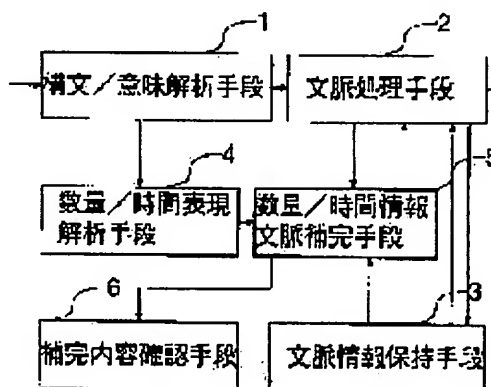 1
2
構文／意味解析手段
文脈処理手段
4
5
数量／時間表現
解析手段
数量／時間情報
文脈補完手段
6
3
補完内容確認手段
文脈情報保持手段